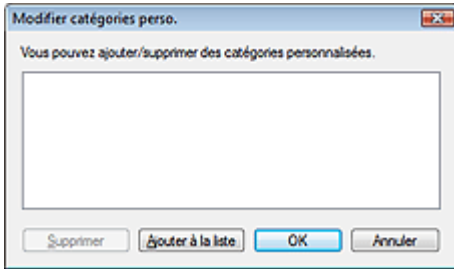 Modifier catégories perso.
Vous pouvez ajouter/supprimer des catégories personnalisées.
Supprimer Ajouter à la liste OK Annuler